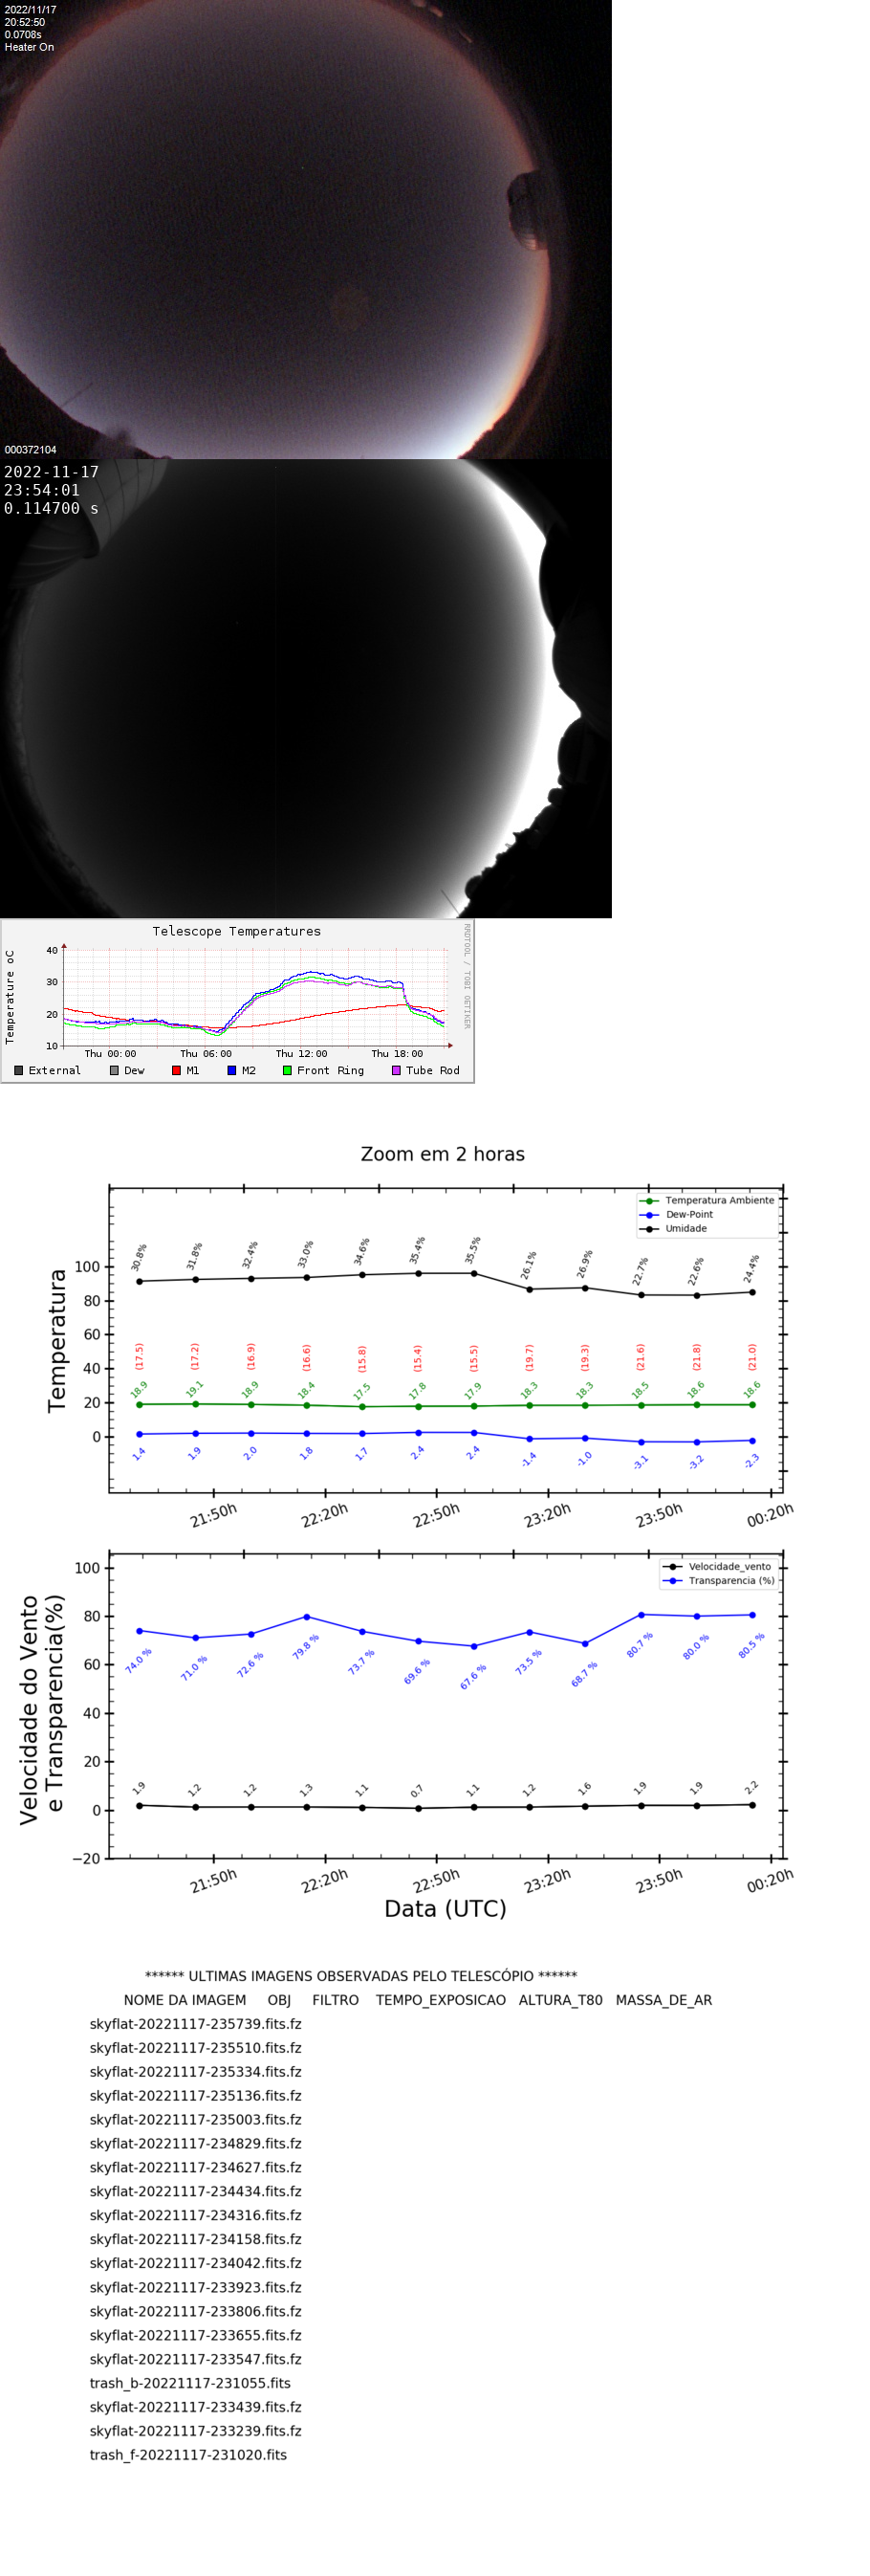 2022/11/17
20:52:50
0.0708s
Heater On
000372104
2022-11-17
23:54:01
0.114700 s
Telescope Temperatures
RRDTOOL / TOBI OETIKER
Temperature oC
40
30
20
10
Thu 00:00 Thu 06:00 Thu 12:00 Thu 18:00
External Dew M1 M2 Front Ring Tube Rod
Zoom em 2 horas
Temperatura Ambiente
Dew-Point
Umidade
Temperatura
100
80
60
40
20
0
30.8% 31.8% 32.4% 33.0% 34.6% 35.4% 35.5% 26.1% 26.9% 22.7% 22.6% 24.4%
(17.5) (17.2) (16.9) (16.6) (15.8) (15.4) (15.5) (19.7) (19.3) (21.6) (21.8) (21.0)
18.9 19.1 18.9 18.4 17.5 17.8 17.9 18.3 18.3 18.5 18.6 18.6
1.4 1.9 2.0 1.8 1.7 2.4 2.4 -1.4 -1.0 -3.1 -3.2 -2.3
21:50h 22:20h 22:50h 23:20h 23:50h 00:20h
Velocidade_vento
Transparencia (%)
Velocidade do Vento
e Transparencia(%)
100
80
60
40
20
0
−20
74.0 % 71.0 % 72.6 % 79.8 % 73.7 % 69.6 % 67.6 % 73.5 % 68.7 % 80.7 % 80.0 % 80.5 %
1.9 1.2 1.2 1.3 1.1 0.7 1.1 1.2 1.6 1.9 1.9 2.2
21:50h 22:20h 22:50h 23:20h 23:50h 00:20h
Data (UTC)
****** ULTIMAS IMAGENS OBSERVADAS PELO TELESCÓPIO ******
NOME DA IMAGEM OBJ FILTRO TEMPO_EXPOSICAO ALTURA_T80 MASSA_DE_AR
skyflat-20221117-235739.fits.fz
skyflat-20221117-235510.fits.fz
skyflat-20221117-235334.fits.fz
skyflat-20221117-235136.fits.fz
skyflat-20221117-235003.fits.fz
skyflat-20221117-234829.fits.fz
skyflat-20221117-234627.fits.fz
skyflat-20221117-234434.fits.fz
skyflat-20221117-234316.fits.fz
skyflat-20221117-234158.fits.fz
skyflat-20221117-234042.fits.fz
skyflat-20221117-233923.fits.fz
skyflat-20221117-233806.fits.fz
skyflat-20221117-233655.fits.fz
skyflat-20221117-233547.fits.fz
trash_b-20221117-231055.fits
skyflat-20221117-233439.fits.fz
skyflat-20221117-233239.fits.fz
trash_f-20221117-231020.fits